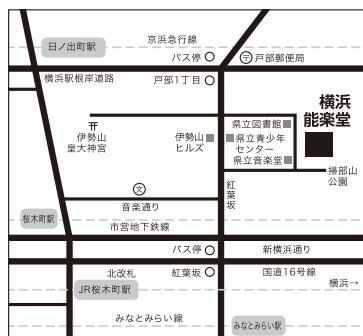 京浜急行線
日ノ出町駅
バス停
〒戸部郵便局
横浜駅根岸道路
戸部1丁目
横浜
能楽堂
県立図書館
伊勢山
皇大神宮
伊勢山
ヒルズ
県立青少年
センター
県立音楽堂
掃部山
公園
紅葉坂
文
音楽通り
桜木町駅
市営地下鉄線
バス停
新横浜通り
北改札
紅葉坂
国道16号線
JR桜木町駅
横浜→
みなとみらい線
みなとみらい駅